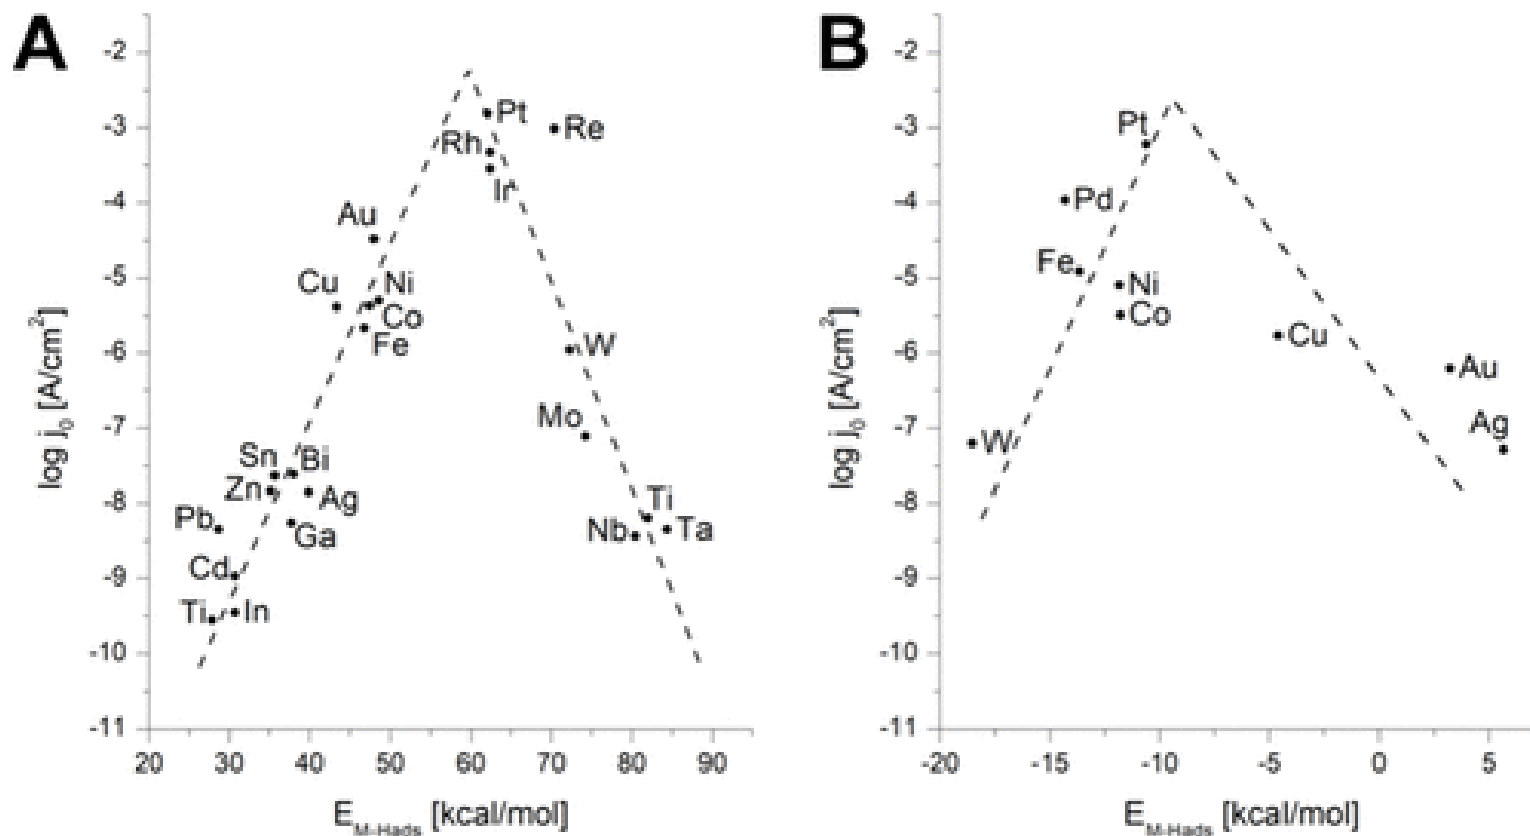 A
B
-2
-3
-4
-5
-6
-7
-8
-9
-10
-11
log j0 [A/cm2]
20 30 40 50 60 70 80 90
EM-Hads [kcal/mol]
Pt
Re
Rh
Ir
Au
Cu
Ni
Co
Fe
W
Mo
Sn
Bi
Zn
Ag
Pb
Ga
Ti
Nb
Ta
Cd
Ti
In
-2
-3
-4
-5
-6
-7
-8
-9
-10
-11
log j0 [A/cm2]
-20 -15 -10 -5 0 5
EM-Hads [kcal/mol]
Pt
Pd
Fe
Ni
Co
Cu
Au
Ag
W